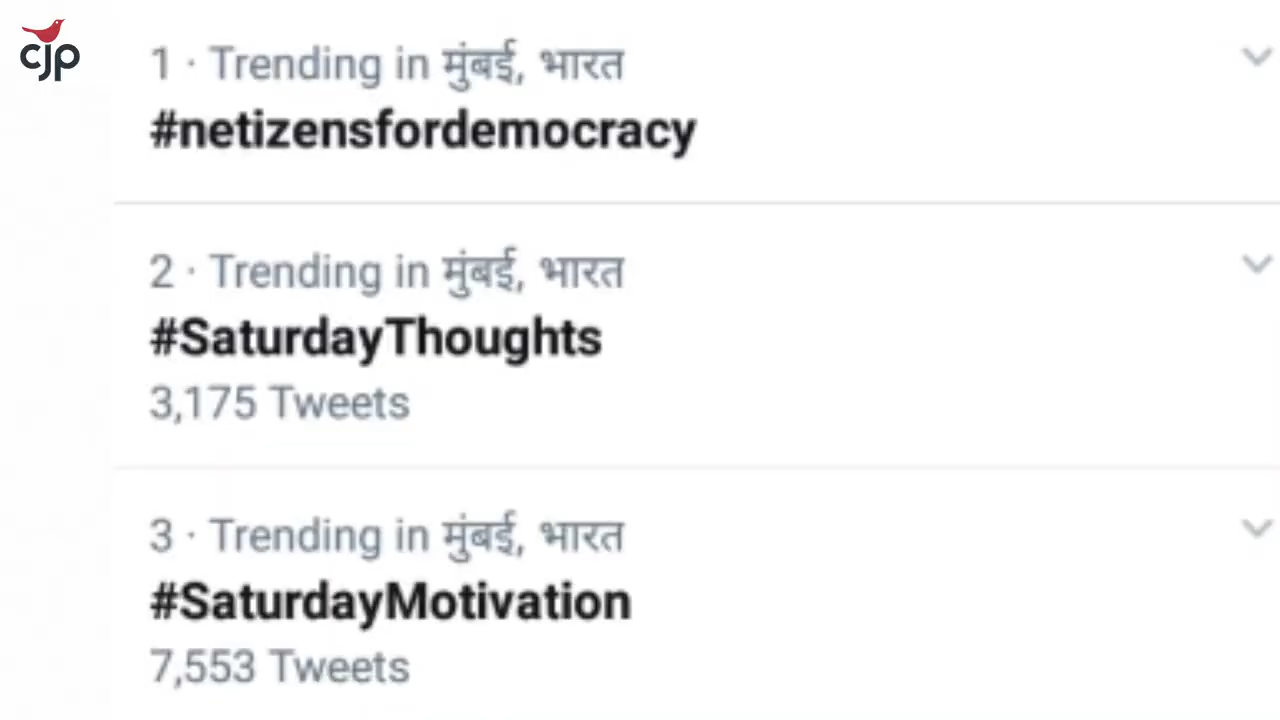 cjp
1 · Trending in मुंबई, भारत
#netizensfordemocracy
2 · Trending in मुंबई, भारत
#SaturdayThoughts
3,175 Tweets
3 · Trending in मुंबई, भारत
#SaturdayMotivation
7,553 Tweets